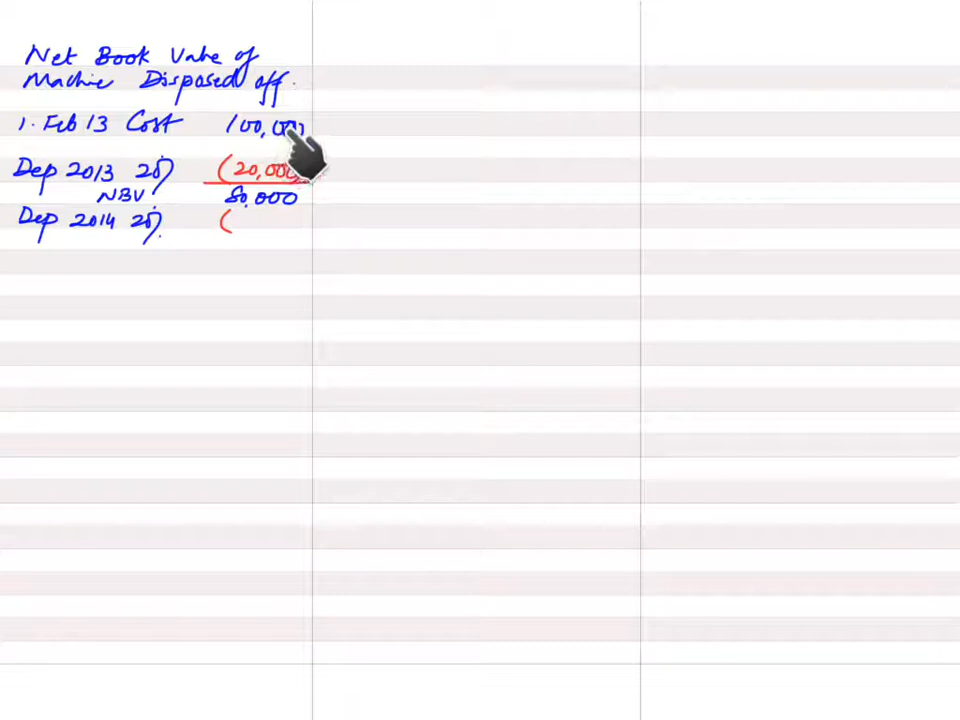 Net Book Value of
Machine Disposed off.
1. Feb 13 Cost 100,000
Dep 2013 20% (20,000
NBV. 80,000
Dep 2014 20% (